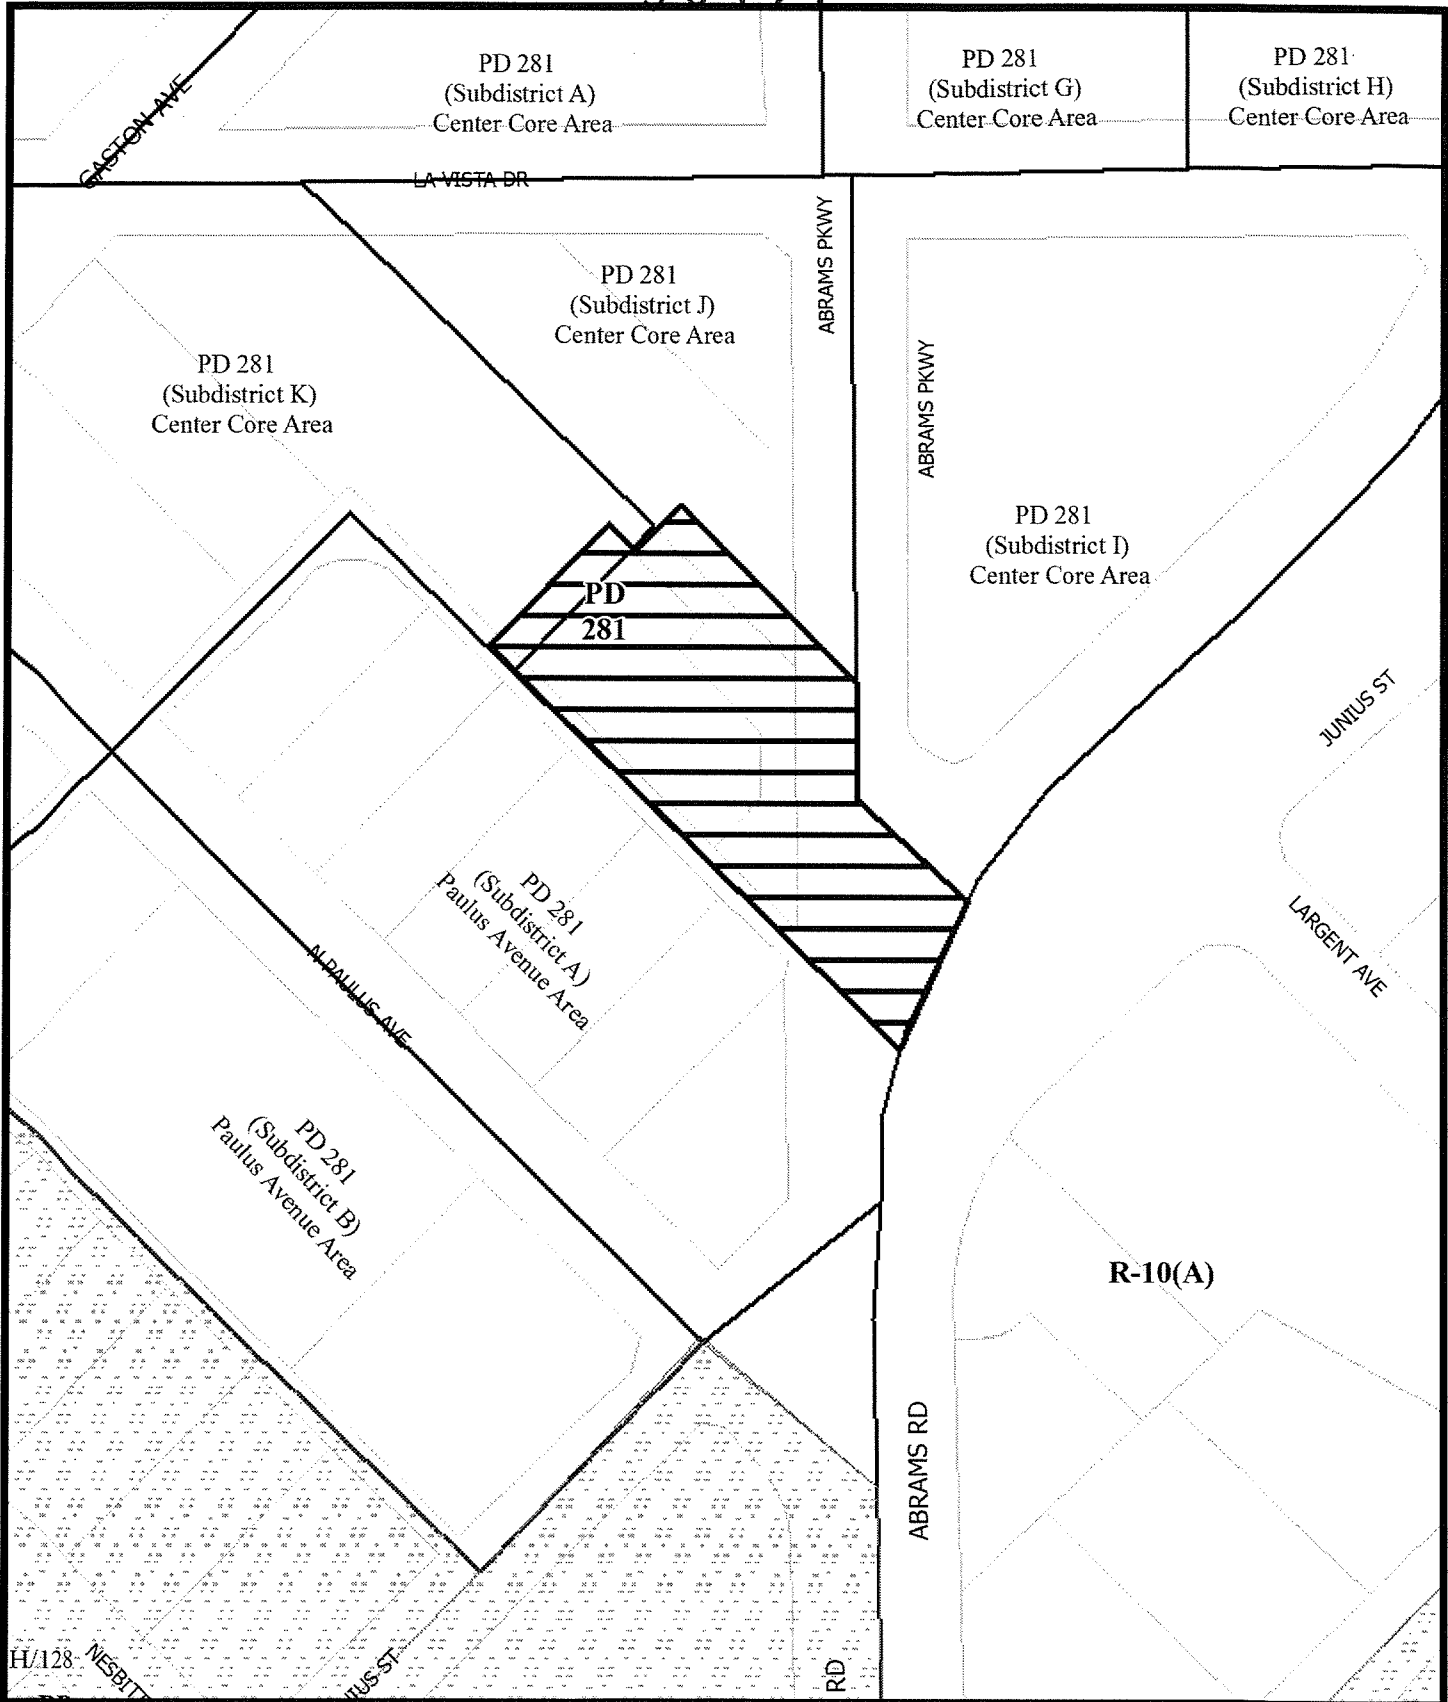 PD 281
(Subdistrict A)
Center Core Area
PD 281
(Subdistrict G)
Center Core Area
PD 281
(Subdistrict H)
Center Core Area
GASTON AVE
LA VISTA DR
ABRAMS PKWY
PD 281
(Subdistrict J)
Center Core Area
ABRAMS PKWY
PD 281
(Subdistrict K)
Center Core Area
PD 281
(Subdistrict I)
Center Core Area
PD
281
JUNIUS ST
LARGENT AVE
PD 281
(Subdistrict A)
Paulus Avenue Area
N PAULUS AVE
PD 281
(Subdistrict B)
Paulus Avenue Area
R-10(A)
ABRAMS RD
H/128
NESBITT
IUS ST
RD